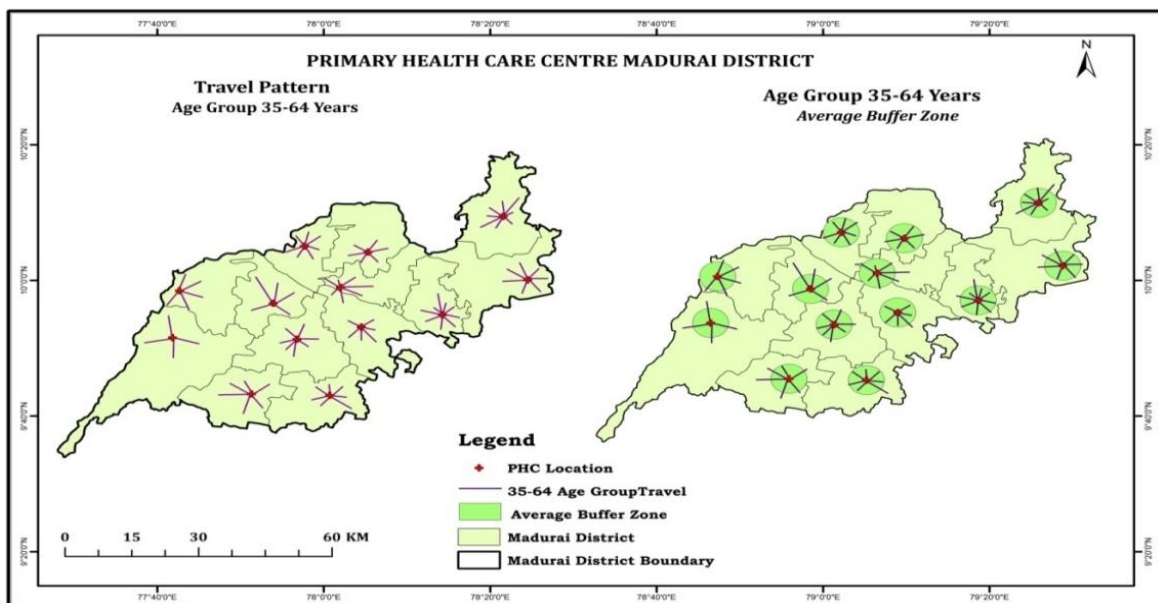 77°40'0"E 78°0'0"E 78°20'0"E 78°40'0"E 79°0'0"E 79°20'0"E
PRIMARY HEALTH CARE CENTRE MADURAI DISTRICT
N
Travel Pattern
Age Group 35-64 Years
Age Group 35-64 Years
Average Buffer Zone
10°20'0"N
10°20'0"N
10°0'0"N
10°0'0"N
9°40'0"N
9°40'0"N
Legend
PHC Location
35-64 Age GroupTravel
Average Buffer Zone
Madurai District
Madurai District Boundary
0 15 30 60 KM
9°20'0"N
9°20'0"N
77°40'0"E 78°0'0"E 78°20'0"E 78°40'0"E 79°0'0"E 79°20'0"E